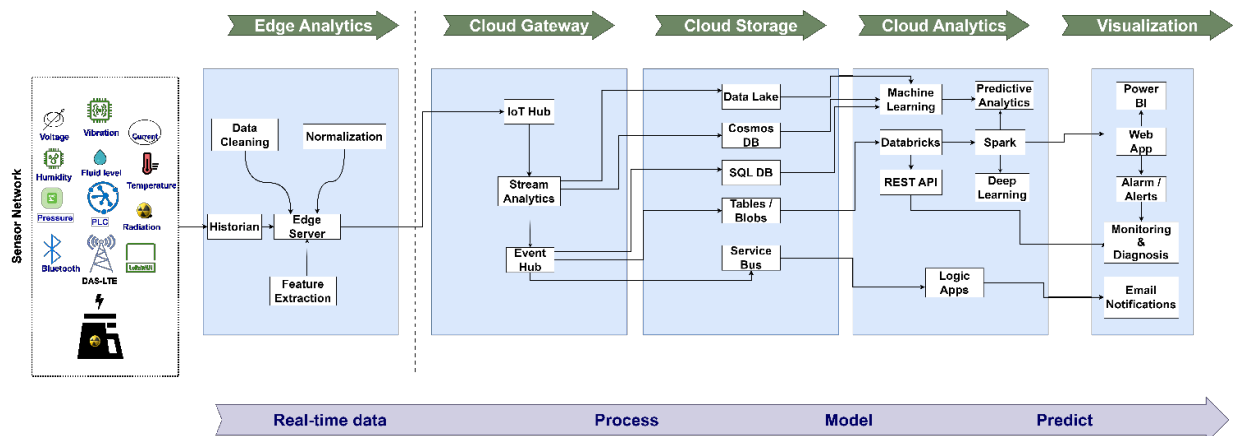 Edge Analytics
Cloud Gateway
Cloud Storage
Cloud Analytics
Visualization
Sensor Network
Voltage
Vibration
Current
Humidity
Fluid level
Temperature
Pressure
PLC
Radiation
Bluetooth
DAS-LTE
Data
Cleaning
Normalization
Historian
Edge
Server
Feature
Extraction
IoT Hub
Stream
Analytics
Event
Hub
Data Lake
Cosmos
DB
SQL DB
Tables /
Blobs
Service
Bus
Machine
Learning
Predictive
Analytics
Databricks
Spark
REST API
Deep
Learning
Logic
Apps
Power
BI
Web
App
Alarm /
Alerts
Monitoring
&
Diagnosis
Email
Notifications
Real-time data
Process
Model
Predict